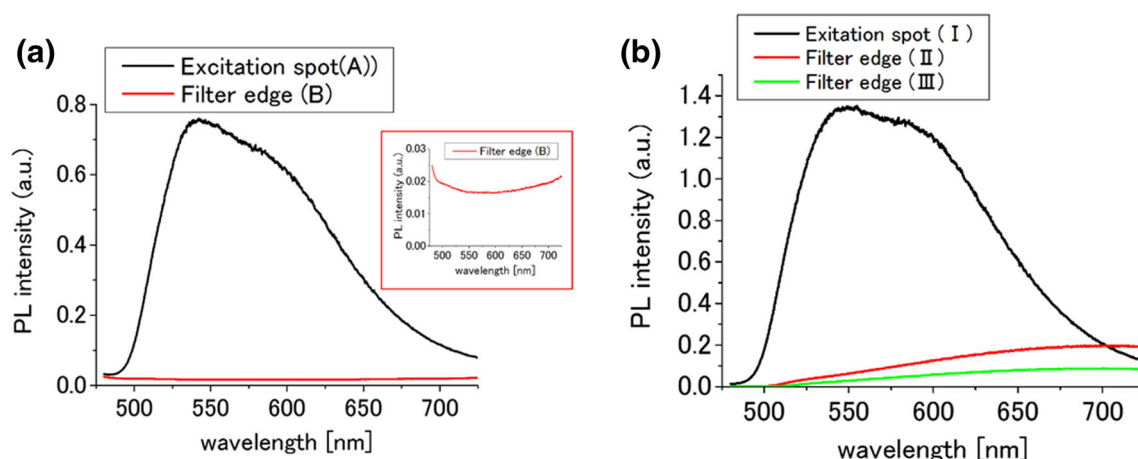 (a)
Excitation spot(A))
Filter edge (B)
0.8
0.6
0.4
0.2
0.0
PL intensity (a.u.)
500 550 600 650 700
wavelength [nm]
Filter edge (B)
0.03
0.02
0.01
0.00
PL intensity (a.u.)
500 550 600 650 700
wavelength [nm]
(b)
Exitation spot (Ⅰ)
Filter edge (Ⅱ)
Filter edge (Ⅲ)
1.4
1.2
1.0
0.8
0.6
0.4
0.2
0.0
PL intensity (a.u.)
500 550 600 650 700
wavelength [nm]